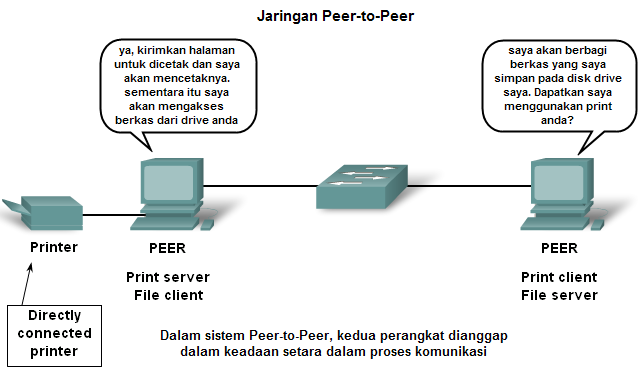 Jaringan Peer-to-Peer
ya, kirimkan halaman
untuk dicetak dan saya
akan mencetaknya.
sementara itu saya
akan mengakses
berkas dari drive anda
saya akan berbagi
berkas yang saya
simpan pada disk drive
saya. Dapatkan saya
menggunakan print
anda?
Printer
PEER
PEER
Print server
File client
Print client
File server
Directly
connected
printer
Dalam sistem Peer-to-Peer, kedua perangkat dianggap
dalam keadaan setara dalam proses komunikasi